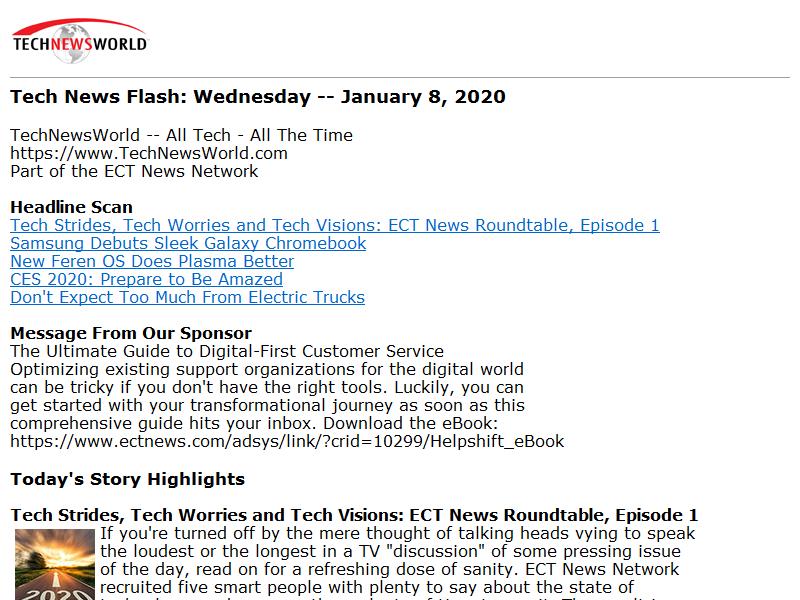 TECHNEWSWORLD
Tech News Flash: Wednesday -- January 8, 2020
TechNewsWorld -- All Tech - All The Time
https://www.TechNewsWorld.com
Part of the ECT News Network
Headline Scan
Tech Strides, Tech Worries and Tech Visions: ECT News Roundtable, Episode 1
Samsung Debuts Sleek Galaxy Chromebook
New Feren OS Does Plasma Better
CES 2020: Prepare to Be Amazed
Don't Expect Too Much From Electric Trucks
Message From Our Sponsor
The Ultimate Guide to Digital-First Customer Service
Optimizing existing support organizations for the digital world
can be tricky if you don't have the right tools. Luckily, you can
get started with your transformational journey as soon as this
comprehensive guide hits your inbox. Download the eBook:
https://www.ectnews.com/adsys/link/?crid=10299/Helpshift_eBook
Today's Story Highlights
Tech Strides, Tech Worries and Tech Visions: ECT News Roundtable, Episode 1
If you're turned off by the mere thought of talking heads vying to speak
the loudest or the longest in a TV "discussion" of some pressing issue
of the day, read on for a refreshing dose of sanity. ECT News Network
recruited five smart people with plenty to say about the state of
2020